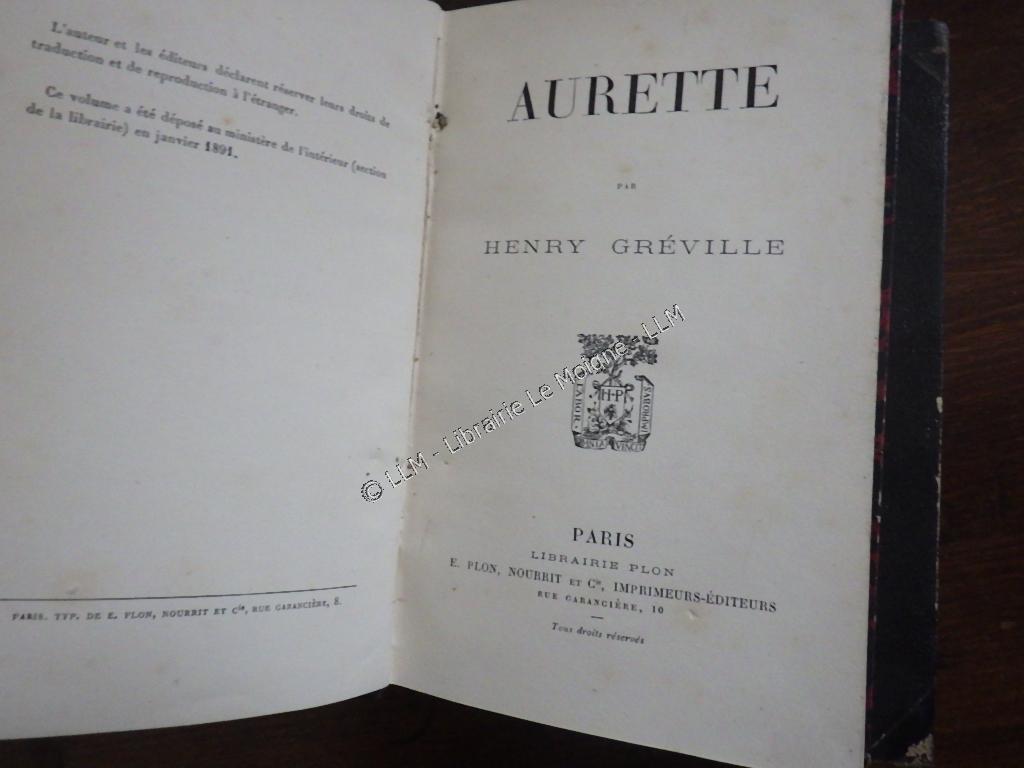 L'auteur et les éditeurs déclarent réserver leurs droits de
traduction et de reproduction à l'étranger.
Ce volume a été déposé au ministère de l'intérieur (section
de la librairie) en janvier 1891.
PARIS. TYP. DE E. PLON, NOURRIT ET Cie, RUE GARANCIÈRE, 8.
AURETTE
PAR
HENRY GRÉVILLE
LABOR
H·P
IMPROBUS
VINCIT
PARIS
LIBRAIRIE PLON
E. PLON, NOURRIT ET Cie, IMPRIMEURS-ÉDITEURS
RUE GARANCIÈRE, 10
Tous droits réservés
© LLM - Librairie Le Moigne - LLM